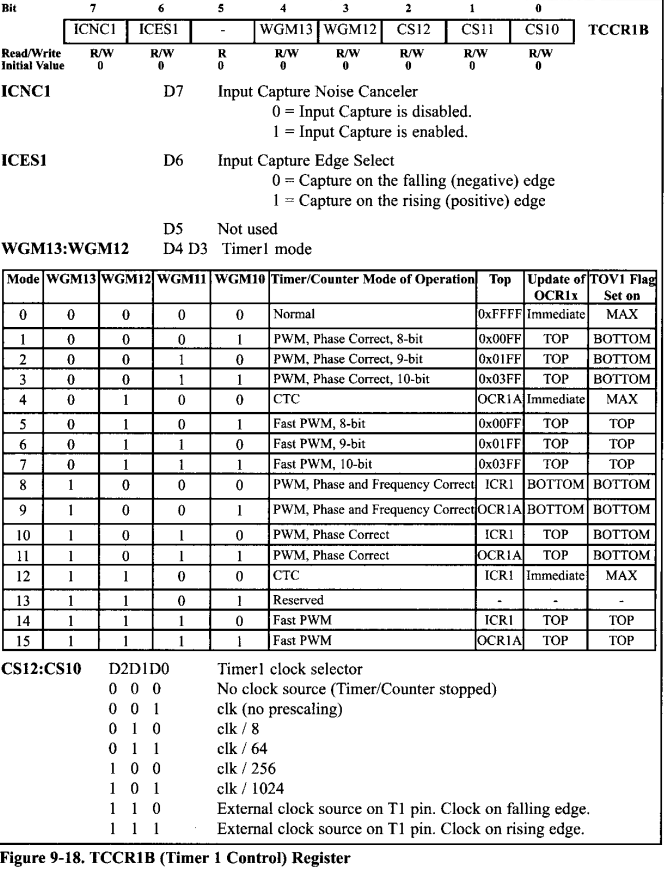 Bit 7 6 5 4 3 2 1 0
ICNC1 ICES1 - WGM13 WGM12 CS12 CS11 CS10 TCCR1B
Read/Write R/W R/W R R/W R/W R/W R/W R/W
Initial Value 0 0 0 0 0 0 0 0
ICNC1 D7 Input Capture Noise Canceler
0 = Input Capture is disabled.
1 = Input Capture is enabled.
ICES1 D6 Input Capture Edge Select
0 = Capture on the falling (negative) edge
1 = Capture on the rising (positive) edge
D5 Not used
WGM13:WGM12 D4 D3 Timer1 mode
Mode WGM13 WGM12 WGM11 WGM10 Timer/Counter Mode of Operation Top Update of OCR1x TOV1 Flag Set on
0 0 0 0 0 Normal 0xFFFF Immediate MAX
1 0 0 0 1 PWM, Phase Correct, 8-bit 0x00FF TOP BOTTOM
2 0 0 1 0 PWM, Phase Correct, 9-bit 0x01FF TOP BOTTOM
3 0 0 1 1 PWM, Phase Correct, 10-bit 0x03FF TOP BOTTOM
4 0 1 0 0 CTC OCR1A Immediate MAX
5 0 1 0 1 Fast PWM, 8-bit 0x00FF TOP TOP
6 0 1 1 0 Fast PWM, 9-bit 0x01FF TOP TOP
7 0 1 1 1 Fast PWM, 10-bit 0x03FF TOP TOP
8 1 0 0 0 PWM, Phase and Frequency Correct ICR1 BOTTOM BOTTOM
9 1 0 0 1 PWM, Phase and Frequency Correct OCR1A BOTTOM BOTTOM
10 1 0 1 0 PWM, Phase Correct ICR1 TOP BOTTOM
11 1 0 1 1 PWM, Phase Correct OCR1A TOP BOTTOM
12 1 1 0 0 CTC ICR1 Immediate MAX
13 1 1 0 1 Reserved - - -
14 1 1 1 0 Fast PWM ICR1 TOP TOP
15 1 1 1 1 Fast PWM OCR1A TOP TOP
CS12:CS10 D2D1D0 Timer1 clock selector
0 0 0 No clock source (Timer/Counter stopped)
0 0 1 clk (no prescaling)
0 1 0 clk / 8
0 1 1 clk / 64
1 0 0 clk / 256
1 0 1 clk / 1024
1 1 0 External clock source on T1 pin. Clock on falling edge.
1 1 1 External clock source on T1 pin. Clock on rising edge.
Figure 9-18. TCCR1B (Timer 1 Control) Register